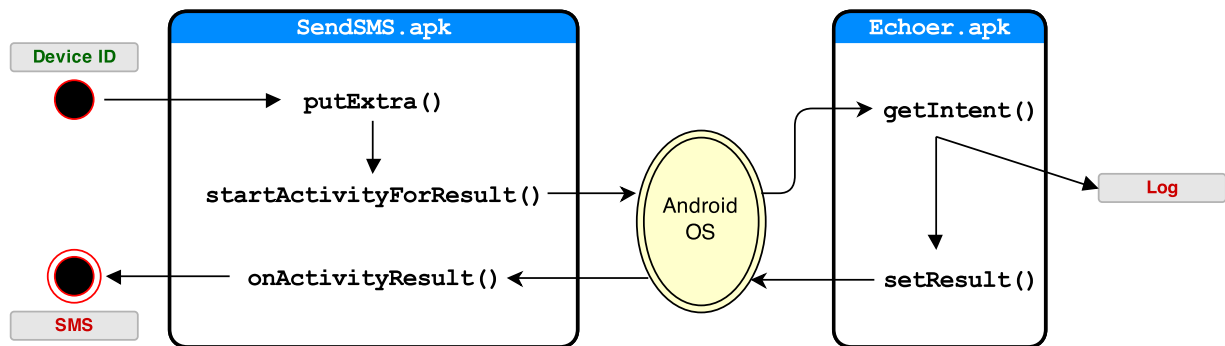 SendSMS.apk
Echoer.apk
Device ID
putExtra()
getIntent()
startActivityForResult()
Android
OS
Log
onActivityResult()
setResult()
SMS